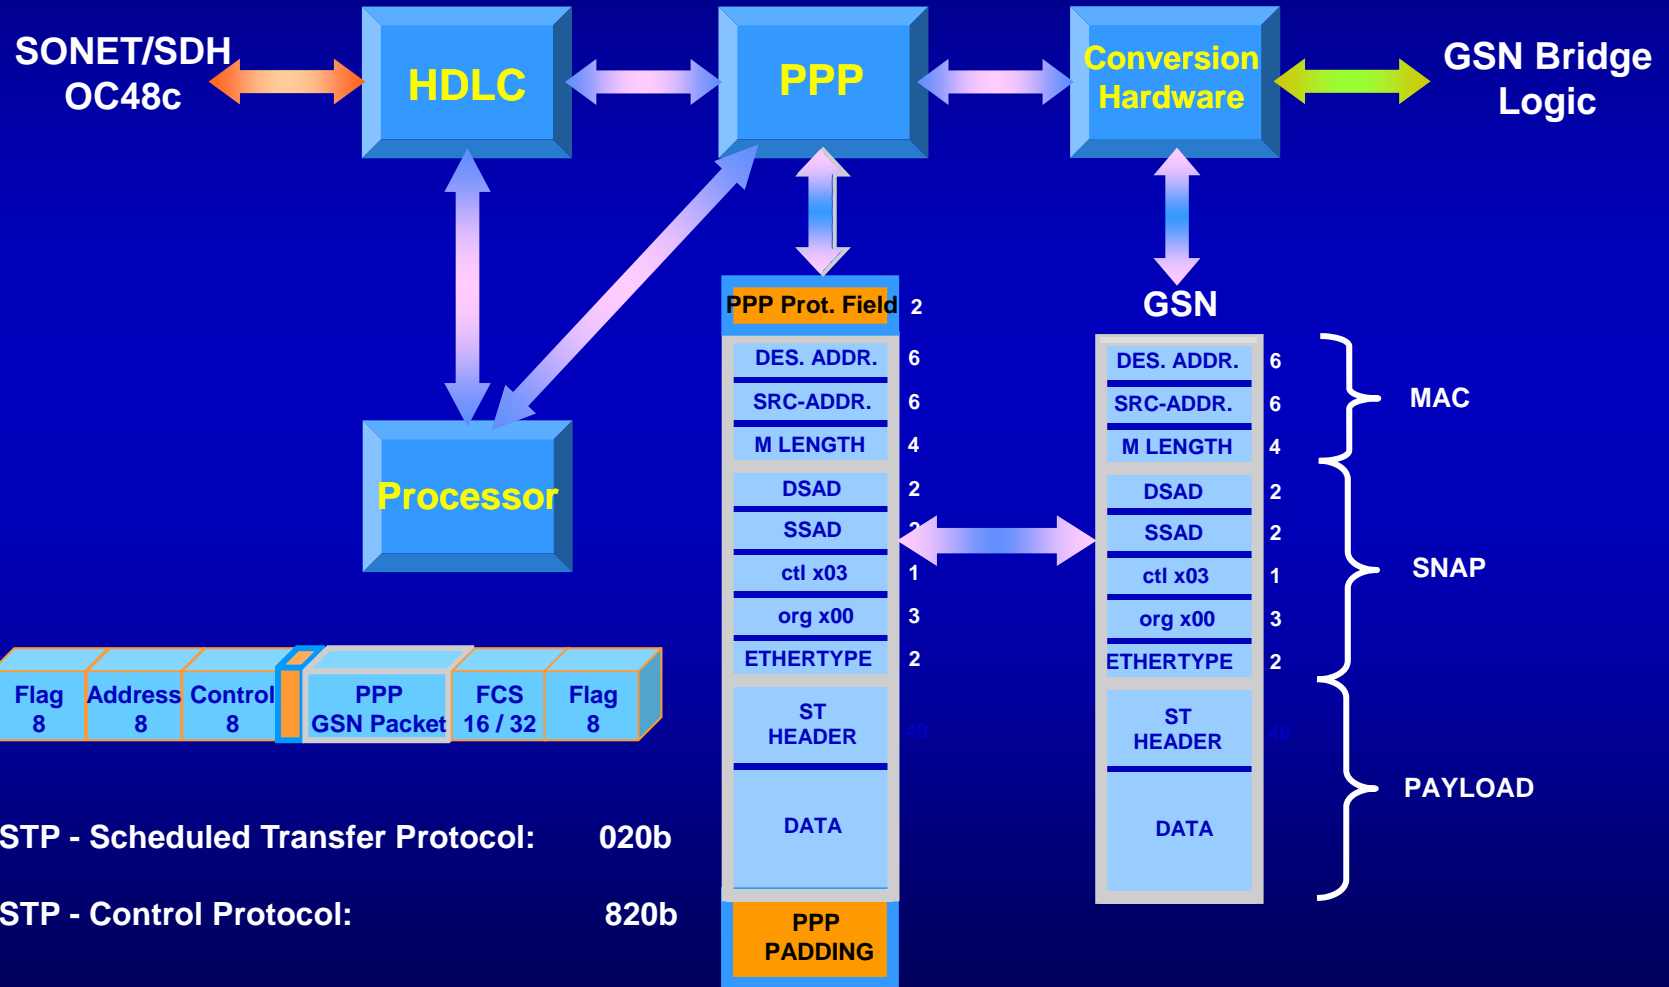 SONET/SDH
OC48c
HDLC
PPP
Conversion
Hardware
GSN Bridge
Logic
Processor
PPP Prot. Field 2
DES. ADDR. 6
SRC-ADDR. 6
M LENGTH 4
DSAD 2
SSAD 2
ctl x03 1
org x00 3
ETHERTYPE 2
ST
HEADER 40
DATA
PPP
PADDING
GSN
DES. ADDR. 6
SRC-ADDR. 6
M LENGTH 4
DSAD 2
SSAD 2
ctl x03 1
org x00 3
ETHERTYPE 2
ST
HEADER 40
DATA
MAC
SNAP
PAYLOAD
Flag
8
Address
8
Control
8
PPP
GSN Packet
FCS
16 / 32
Flag
8
STP - Scheduled Transfer Protocol: 020b
STP - Control Protocol: 820b